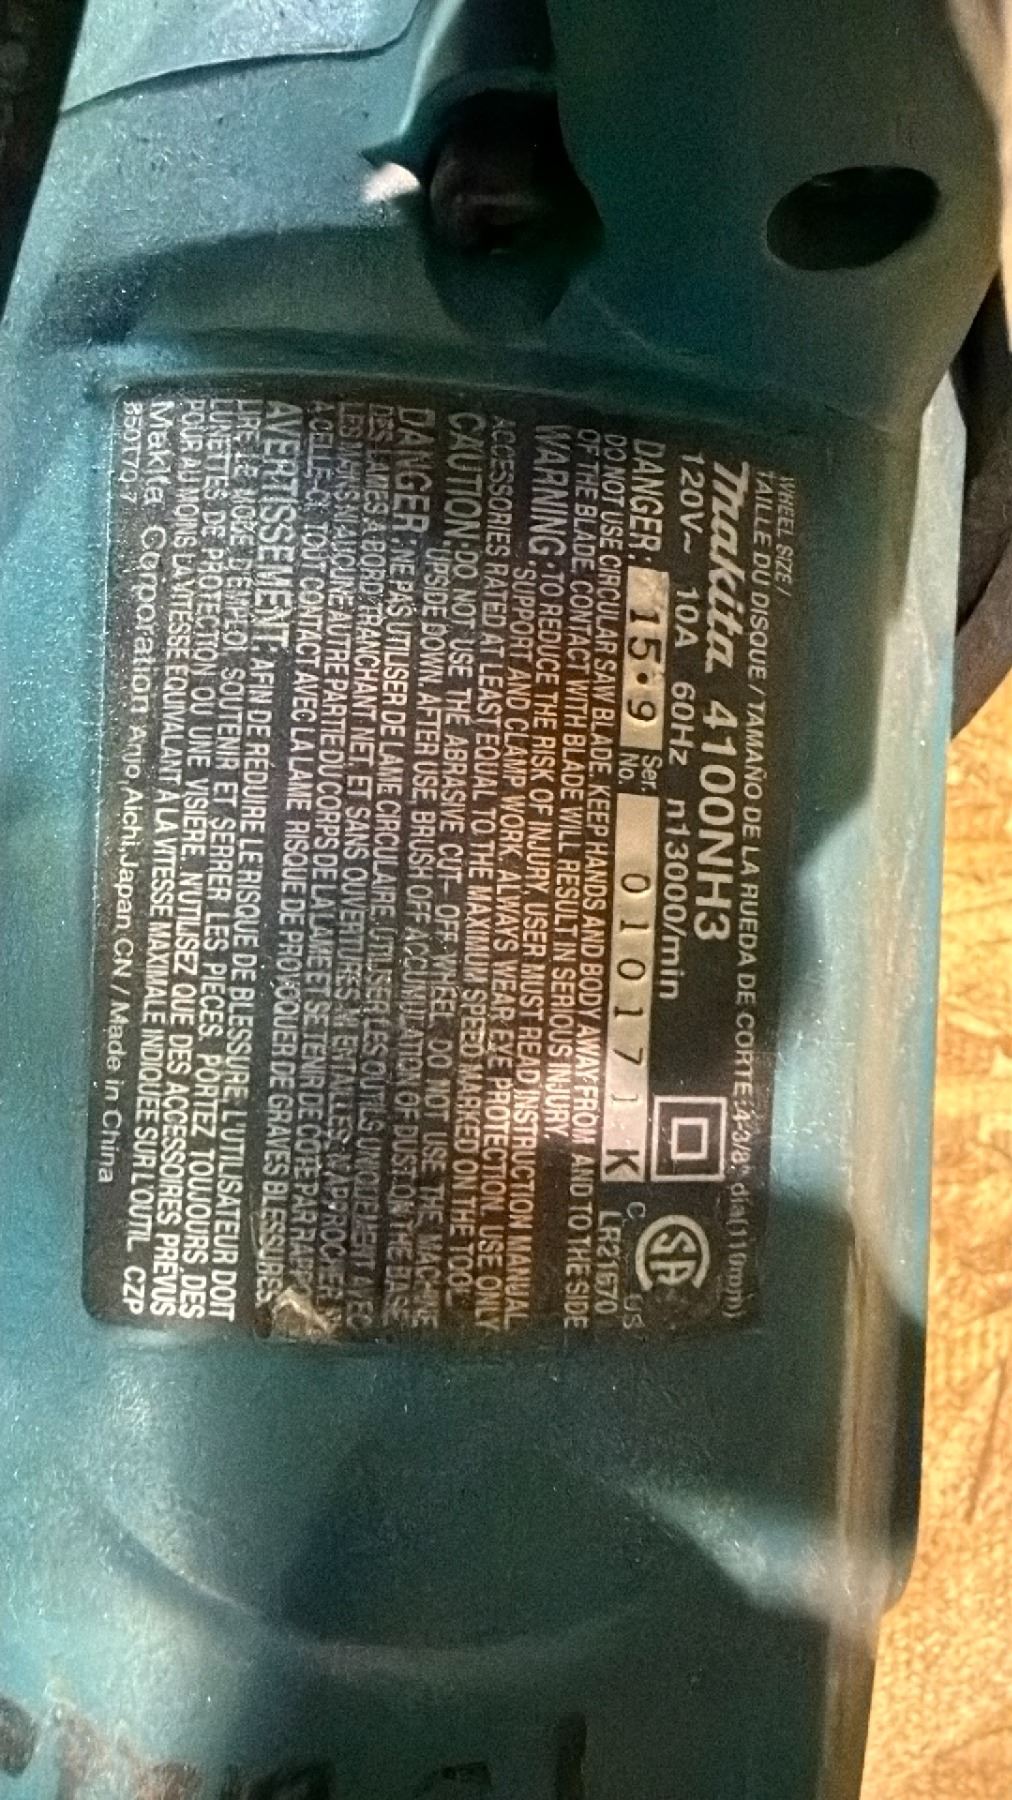 WHEEL SIZE /
TAILLE DU DISQUE / TAMAÑO DE LA RUEDA DE CORTE:4-3/8" dia(110mm)
Makita 4100NH3
120V~ 10A 60Hz n13000/min
DANGER: 15•9 Ser. No. 010171 K
C US
LR21670
DO NOT USE CIRCULAR SAW BLADE. KEEP HANDS AND BODY AWAY FROM AND TO THE SIDE
OF THE BLADE. CONTACT WITH BLADE WILL RESULT IN SERIOUS INJURY.
WARNING: TO REDUCE THE RISK OF INJURY, USER MUST READ INSTRUCTION MANUAL.
SUPPORT AND CLAMP WORK. ALWAYS WEAR EYE PROTECTION. USE ONLY
ACCESSORIES RATED AT LEAST EQUAL TO THE MAXIMUM SPEED MARKED ON THE TOOL.
CAUTION: DO NOT USE THE ABRASIVE CUT-OFF WHEEL. DO NOT USE THE MACHINE
UPSIDE DOWN. AFTER USE, BRUSH OFF ACCUMULATION OF DUST ON THE BASE.
DANGER: NE PAS UTILISER DE LAME CIRCULAIRE. UTILISER LES OUTILS UNIQUEMENT AVEC
DES LAMES À BORD TRANCHANT NET ET SANS OUVERTURES NI ENTAILLES. N'APPROCHER NI
LES MAINS NI AUCUNE AUTRE PARTIE DU CORPS DE LA LAME ET SE TENIR DE CÔTÉ PAR RAPP
À CELLE-CI. TOUT CONTACT AVEC LA LAME RISQUE DE PROVOQUER DE GRAVES BLESSURES
AVERTISSEMENT: AFIN DE RÉDUIRE LE RISQUE DE BLESSURE, L'UTILISATEUR DOIT
LIRE LE MODE D'EMPLOI. SOUTENIR ET SERRER LES PIÈCES. PORTEZ TOUJOURS DES
LUNETTES DE PROTECTION OU UNE VISIÈRE. N'UTILISEZ QUE DES ACCESSOIRES PRÉVUS
POUR AU MOINS LA VITESSE ÉQUIVALANT À LA VITESSE MAXIMALE INDIQUÉE SUR L'OUTIL. CZP
Makita Corporation Anjo, Aichi, Japan CN / Made in China